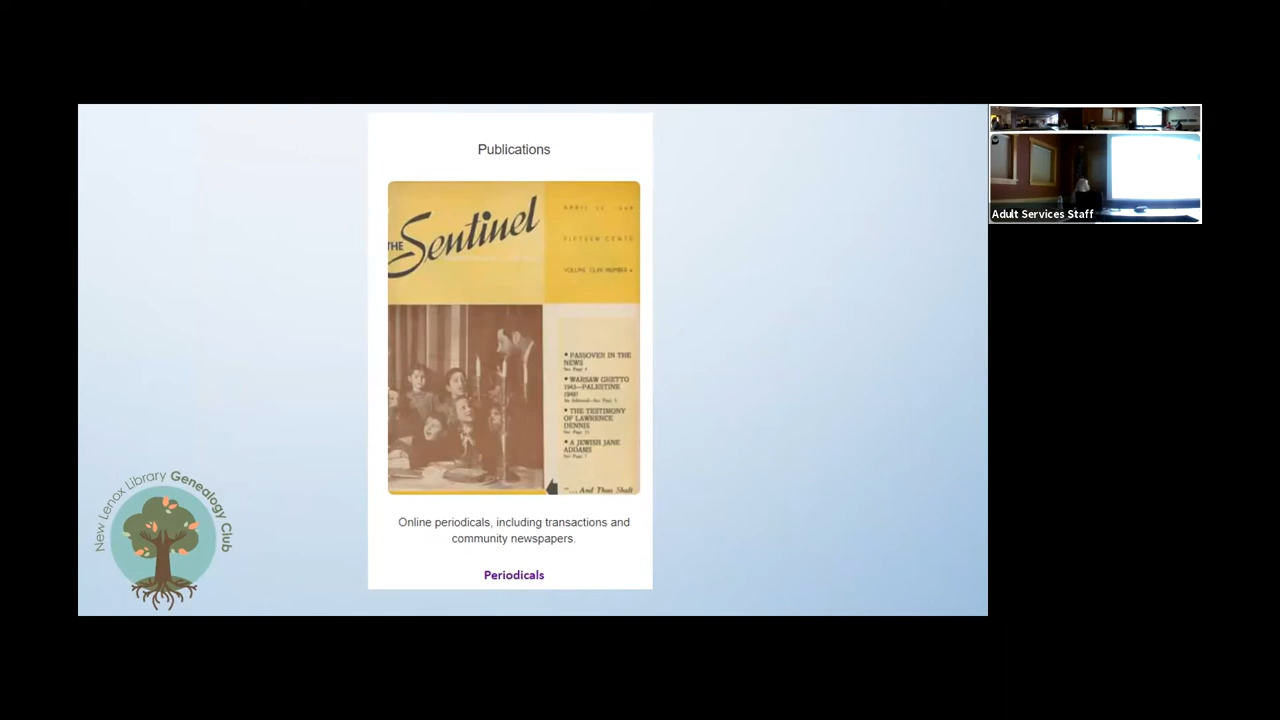 Publications
THE Sentinel
FIFTEEN CENTS
• PASSOVER IN THE
NEWS
• WARSAW GHETTO
1943—PALESTINE
• THE TESTIMONY
OF LAWRENCE
DENNIS
• A JEWISH JANE
ADDAMS
"... And Thou Shalt
Online periodicals, including transactions and
community newspapers.
Periodicals
New Lenox Library Genealogy Club
Adult Services Staff